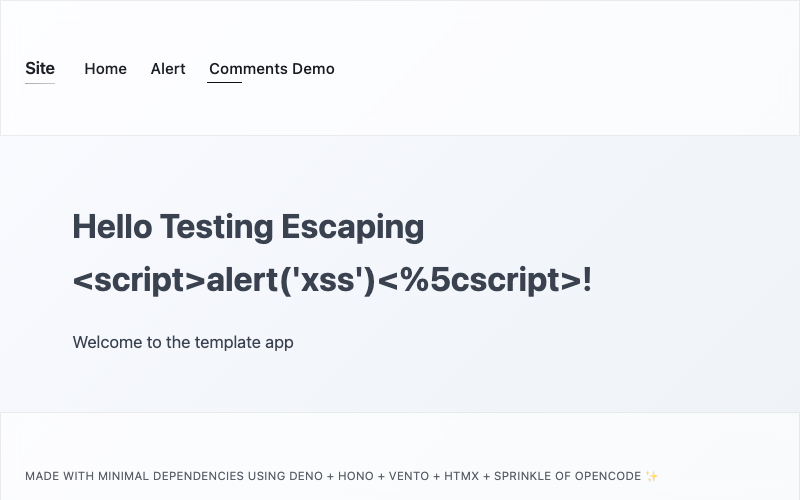 Site Home Alert Comments Demo
Hello Testing Escaping
<script>alert('xss')<%5cscript>!
Welcome to the template app
MADE WITH MINIMAL DEPENDENCIES USING DENO + HONO + VENTO + HTMX + SPRINKLE OF OPENCODE ✨